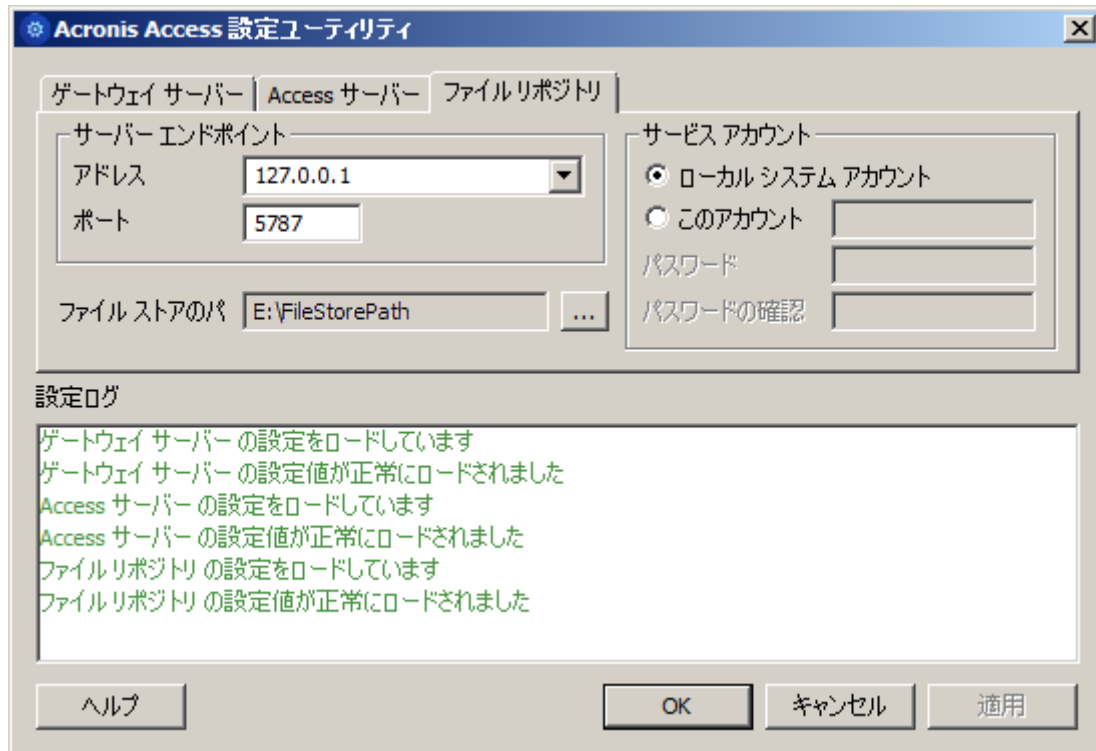 Acronis Access 設定ユーティリティ
ゲートウェイ サーバー
Access サーバー
ファイル リポジトリ
サーバー エンドポイント
アドレス
127.0.0.1
ポート
5787
ファイル ストアのパ
E:\FileStorePath
...
サービス アカウント
ローカル システム アカウント
このアカウント
パスワード
パスワードの確認
設定ログ
ゲートウェイ サーバー の設定をロードしています
ゲートウェイ サーバー の設定値が正常にロードされました
Access サーバー の設定をロードしています
Access サーバー の設定値が正常にロードされました
ファイル リポジトリ の設定をロードしています
ファイル リポジトリ の設定値が正常にロードされました
ヘルプ
OK
キャンセル
適用